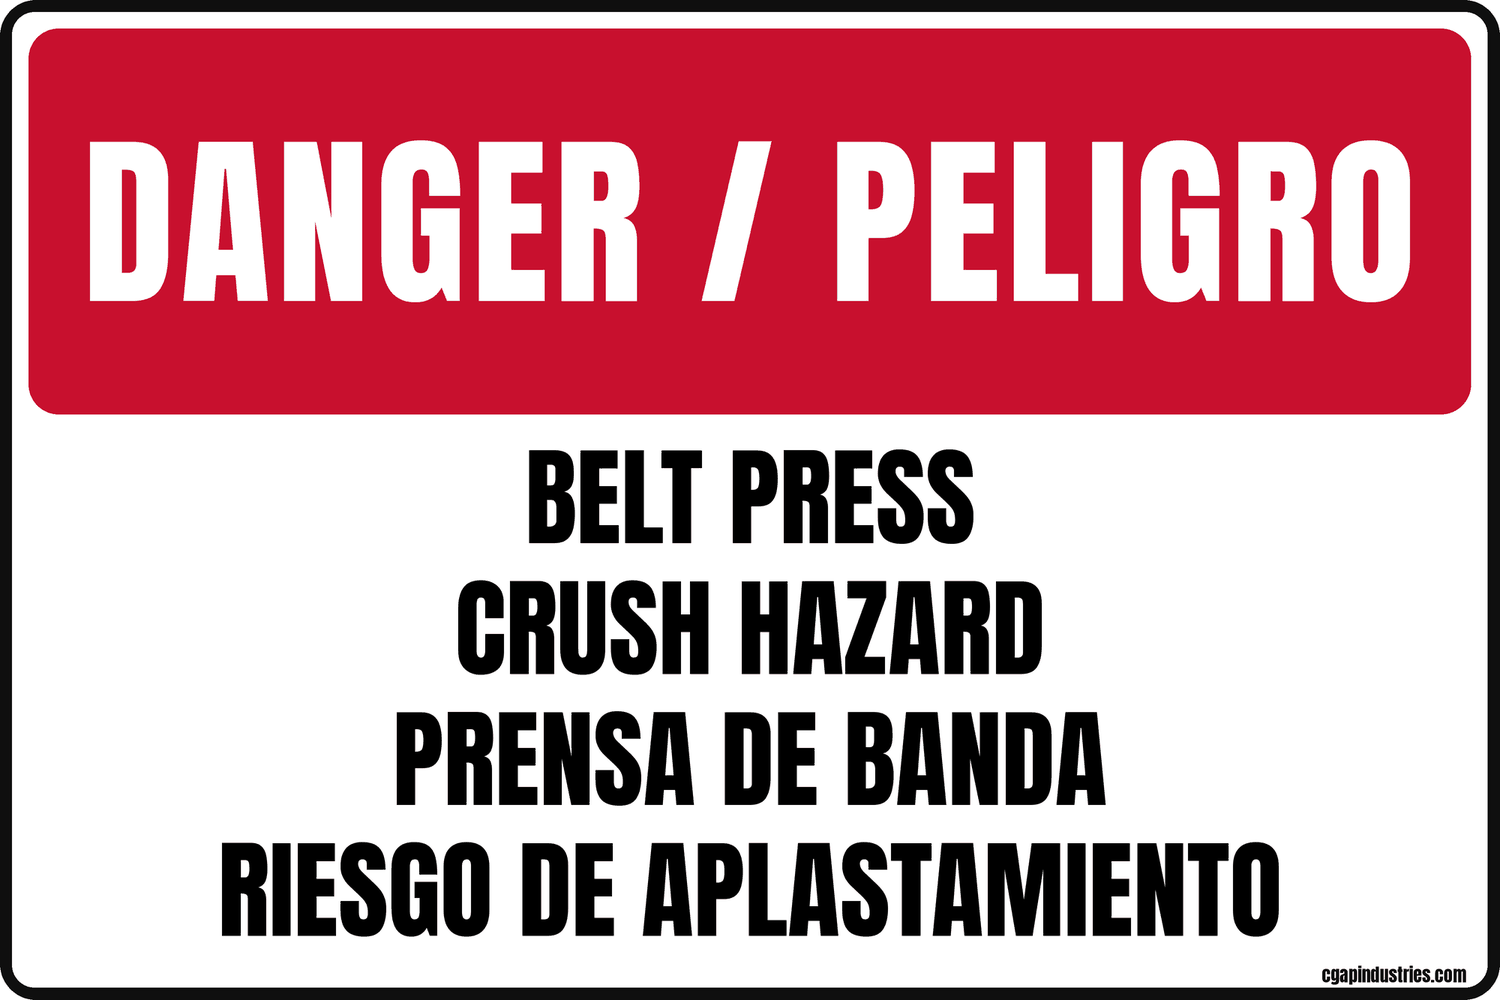 DANGER / PELIGRO
BELT PRESS
CRUSH HAZARD
PRENSA DE BANDA
RIESGO DE APLASTAMIENTO
cgapindustries.com